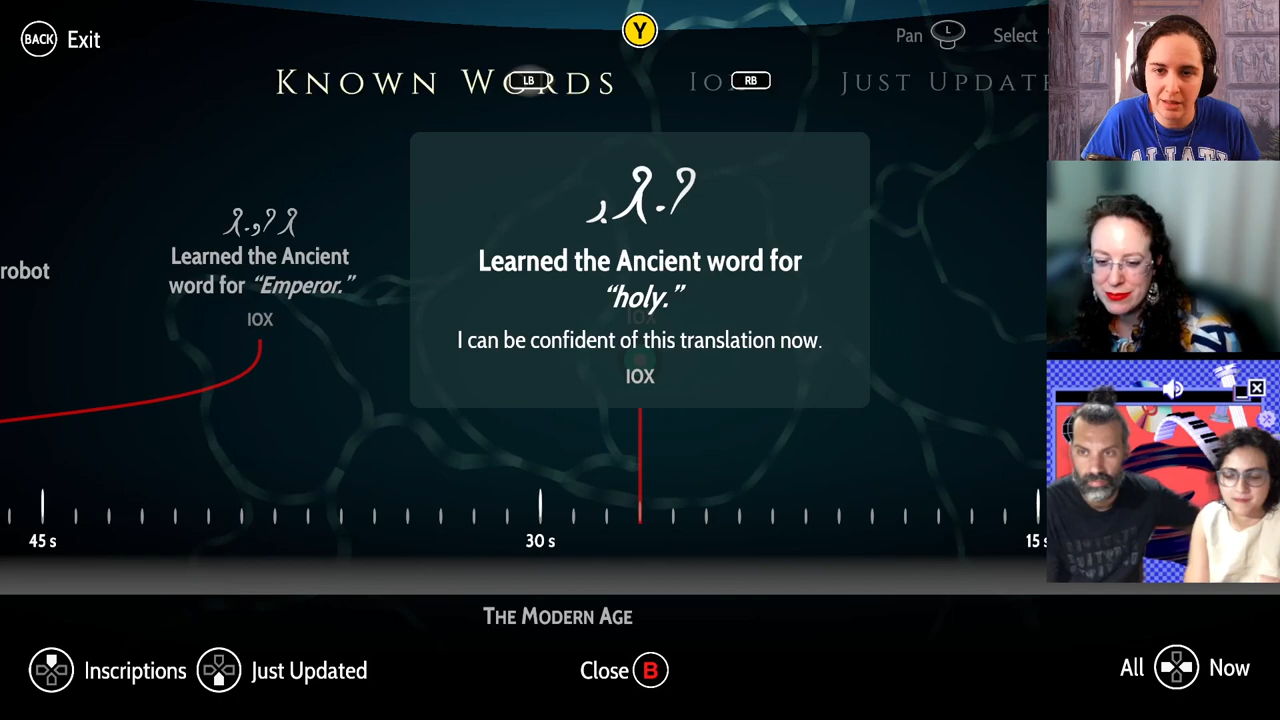 BACK Exit
Y
Pan L Select
KNOWN WORDS
LB
RB
JUST UPDATE
robot
Learned the Ancient
word for "Emperor."
IOX
Learned the Ancient word for
"holy."
I can be confident of this translation now.
IOX
45 s
30 s
15 s
THE MODERN AGE
Inscriptions
Just Updated
Close B
All
Now